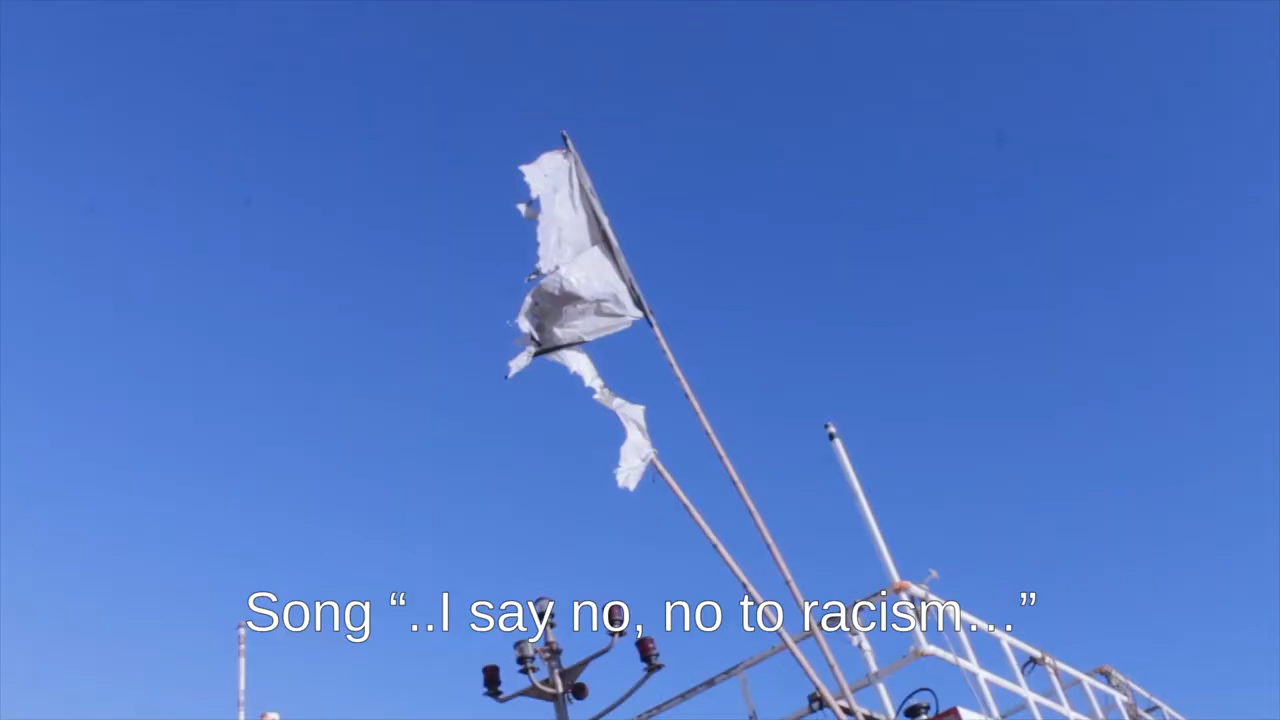 Song “..I say no, no to racism…”